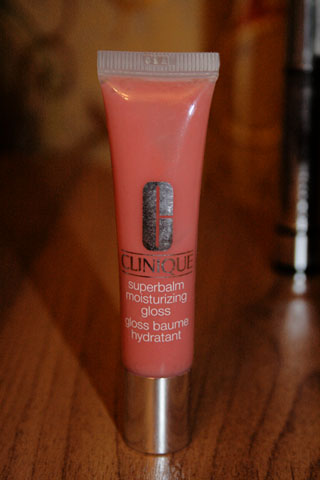 CLINIQUE
superbalm
moisturizing
gloss
gloss baume
hydratant